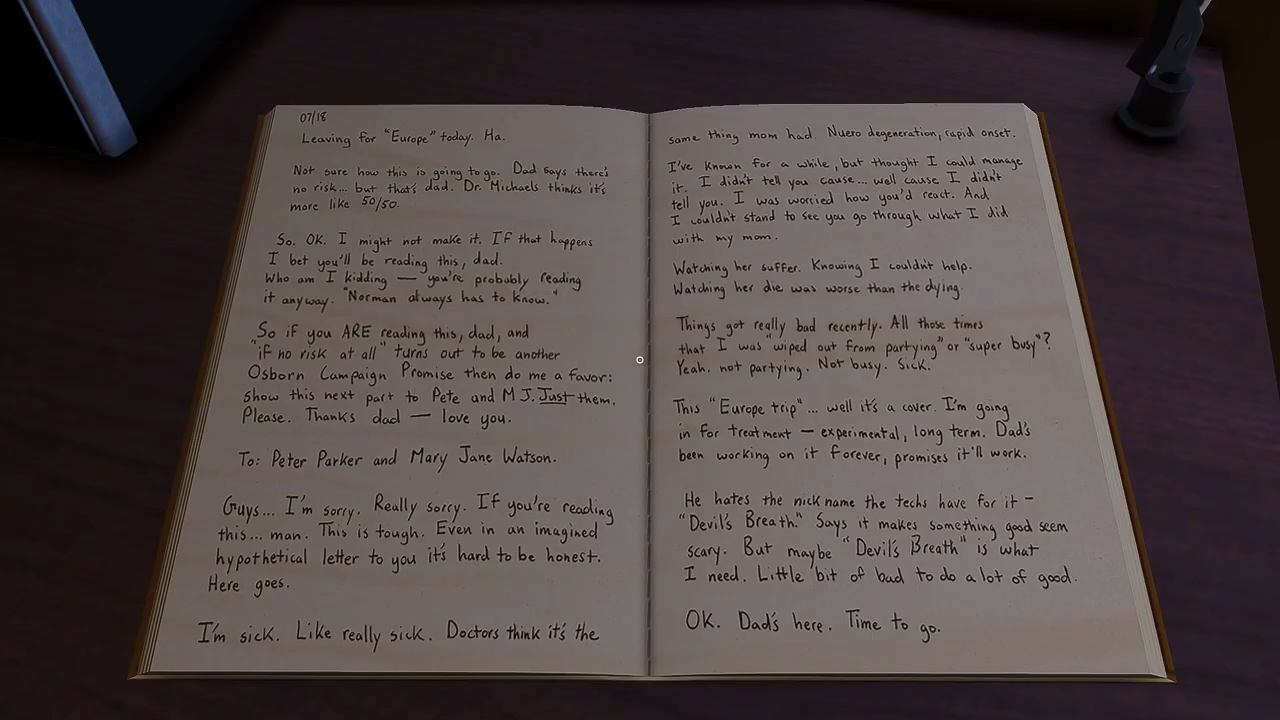 07/18
Leaving for "Europe" today. Ha.
Not sure how this is going to go. Dad says there's
no risk... but that's dad. Dr. Michaels thinks it's
more like 50/50.
So. OK. I might not make it. If that happens
I bet you'll be reading this, dad.
Who am I kidding — you're probably reading
it anyway. "Norman always has to know."
So if you ARE reading this, dad, and
"if no risk at all" turns out to be another
Osborn Campaign Promise then do me a favor:
show this next part to Pete and MJ. Just them.
Please. Thanks dad — love you.
To: Peter Parker and Mary Jane Watson.
Guys... I'm sorry. Really sorry. If you're reading
this... man. This is tough. Even in an imagined
hypothetical letter to you it's hard to be honest.
Here goes.
I'm sick. Like really sick. Doctors think it's the
same thing mom had. Nuero degeneration, rapid onset.
I've known for a while, but thought I could manage
it. I didn't tell you cause... well cause I didn't
tell you. I was worried how you'd react. And
I couldn't stand to see you go through what I did
with my mom.
Watching her suffer. Knowing I couldn't help.
Watching her die was worse than the dying.
Things got really bad recently. All those times
that I was "wiped out from partying" or "super busy"?
Yeah. not partying. Not busy. Sick.
This "Europe trip"... well it's a cover. I'm going
in for treatment — experimental, long term. Dad's
been working on it forever, promises it'll work.
He hates the nickname the techs have for it –
"Devil's Breath." Says it makes something good seem
scary. But maybe "Devil's Breath" is what
I need. Little bit of bad to do a lot of good.
OK. Dad's here. Time to go.